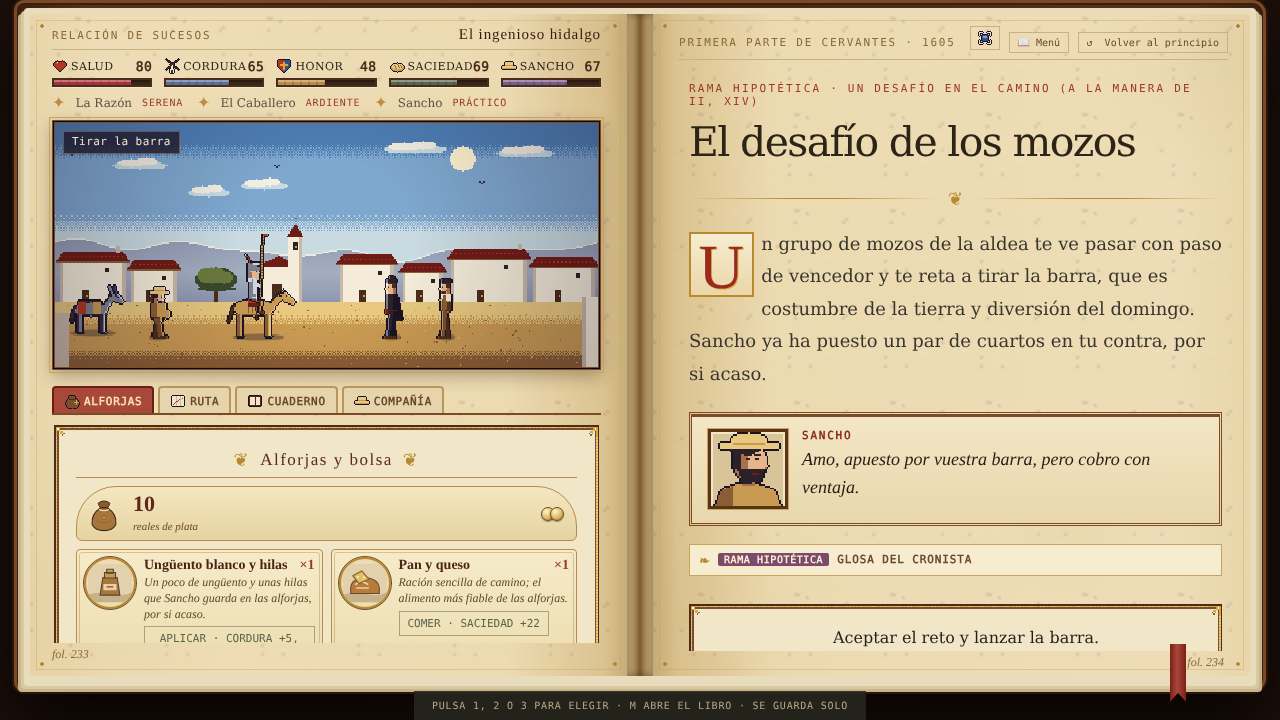 RELACIÓN DE SUCESOS
El ingenioso hidalgo
SALUD 80
CORDURA 65
HONOR 48
SACIEDAD 69
SANCHO 67
La Razón SERENA
El Caballero ARDIENTE
Sancho PRÁCTICO
Tirar la barra
ALFORJAS
RUTA
CUADERNO
COMPAÑÍA
Alforjas y bolsa
10
reales de plata
Ungüento blanco y hilas ×1
Un poco de ungüento y unas hilas
que Sancho guarda en las alforjas,
por si acaso.
APLICAR · CORDURA +5,
Pan y queso ×1
Ración sencilla de camino; el
alimento más fiable de las alforjas.
COMER · SACIEDAD +22
fol. 233
PRIMERA PARTE DE CERVANTES · 1605
Menú
↺ Volver al principio
RAMA HIPOTÉTICA · UN DESAFÍO EN EL CAMINO (A LA MANERA DE
II, XIV)
El desafío de los mozos
Un grupo de mozos de la aldea te ve pasar con paso
de vencedor y te reta a tirar la barra, que es
costumbre de la tierra y diversión del domingo.
Sancho ya ha puesto un par de cuartos en tu contra, por
si acaso.
SANCHO
Amo, apuesto por vuestra barra, pero cobro con
ventaja.
RAMA HIPOTÉTICA GLOSA DEL CRONISTA
Aceptar el reto y lanzar la barra.
fol. 234
PULSA 1, 2 O 3 PARA ELEGIR · M ABRE EL LIBRO · SE GUARDA SOLO